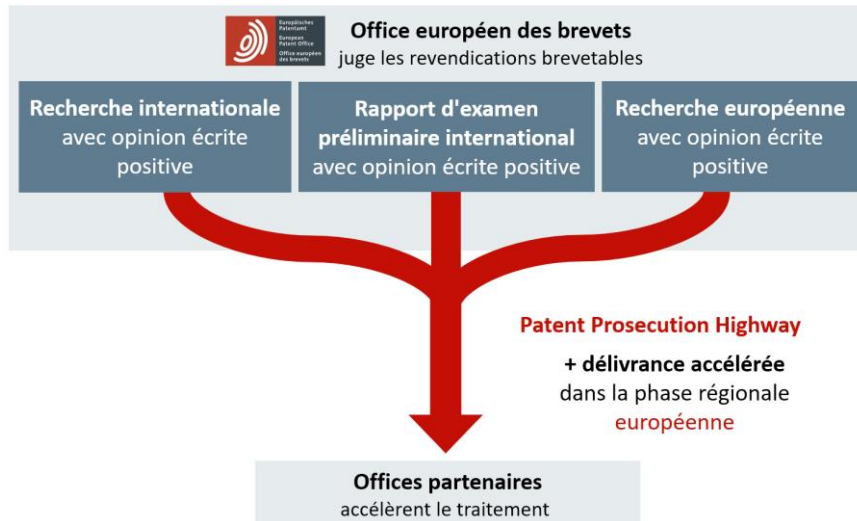 Europäisches
Patentamt
European
Patent Office
Office européen
des brevets
Office européen des brevets
juge les revendications brevetables
Recherche internationale
avec opinion écrite
positive
Rapport d'examen
préliminaire international
avec opinion écrite positive
Recherche européenne
avec opinion écrite
positive
Patent Prosecution Highway
+ délivrance accélérée
dans la phase régionale
européenne
Offices partenaires
accélèrent le traitement